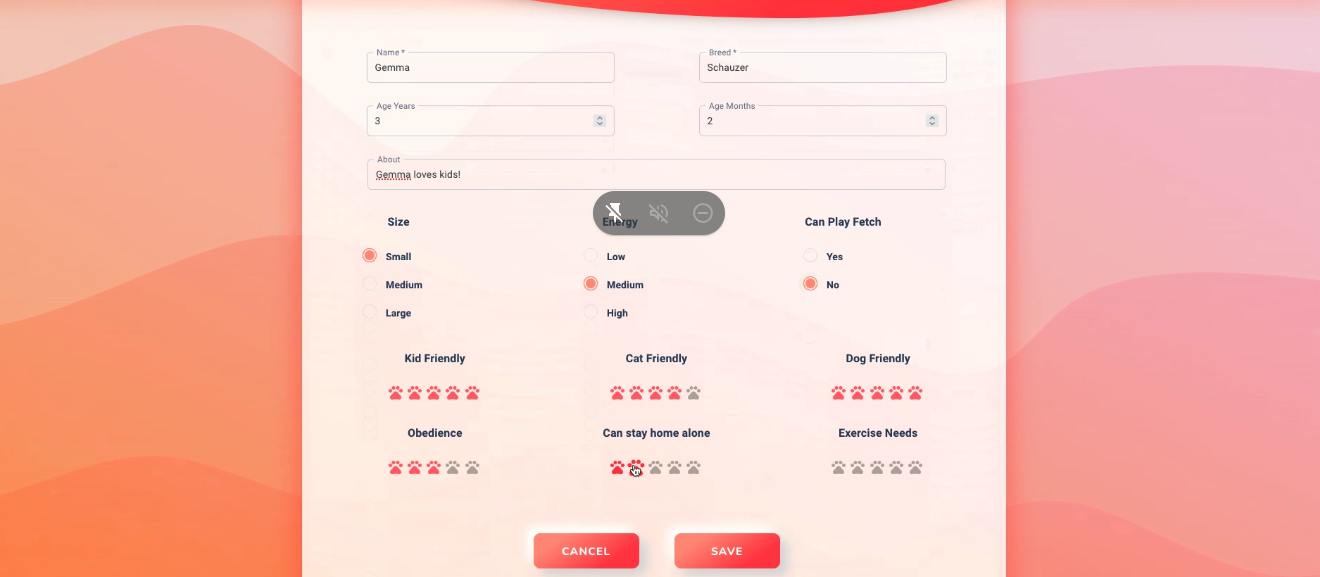 Name *
Breed *
Gemma
Schauzer
Age Years
Age Months
3
2
About
Gemma loves kids!
Size
Energy
Can Play Fetch
Small
Low
Yes
Medium
Medium
No
Large
High
Kid Friendly
Cat Friendly
Dog Friendly
Obedience
Can stay home alone
Exercise Needs
CANCEL
SAVE